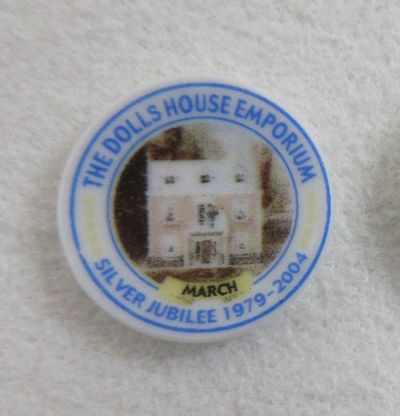 THE DOLLS HOUSE EMPORIUM
MARCH
SILVER JUBILEE 1979-2004